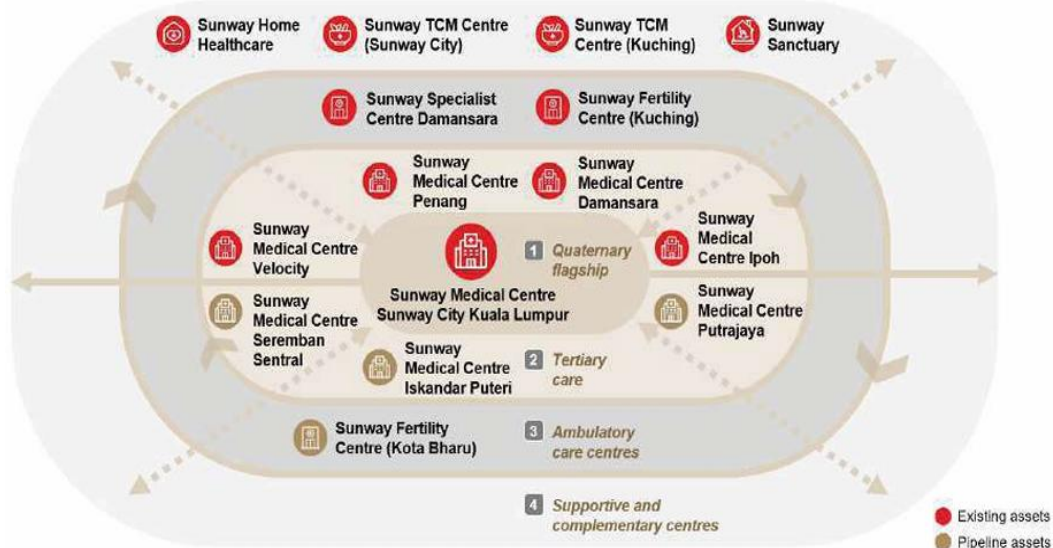 Sunway Home
Healthcare
Sunway TCM Centre
(Sunway City)
Sunway TCM
Centre (Kuching)
Sunway
Sanctuary
Sunway Specialist
Centre Damansara
Sunway Fertility
Centre (Kuching)
Sunway
Medical Centre
Penang
Sunway
Medical Centre
Damansara
Sunway
Medical Centre
Velocity
1 Quaternary
flagship
Sunway
Medical
Centre Ipoh
Sunway Medical Centre
Sunway City Kuala Lumpur
Sunway
Medical Centre
Seremban
Sentral
Sunway
Medical Centre
Putrajaya
Sunway
Medical Centre
Iskandar Puteri
2 Tertiary
care
Sunway Fertility
Centre (Kota Bharu)
3 Ambulatory
care centres
4 Supportive and
complementary centres
Existing assets
Pipeline assets